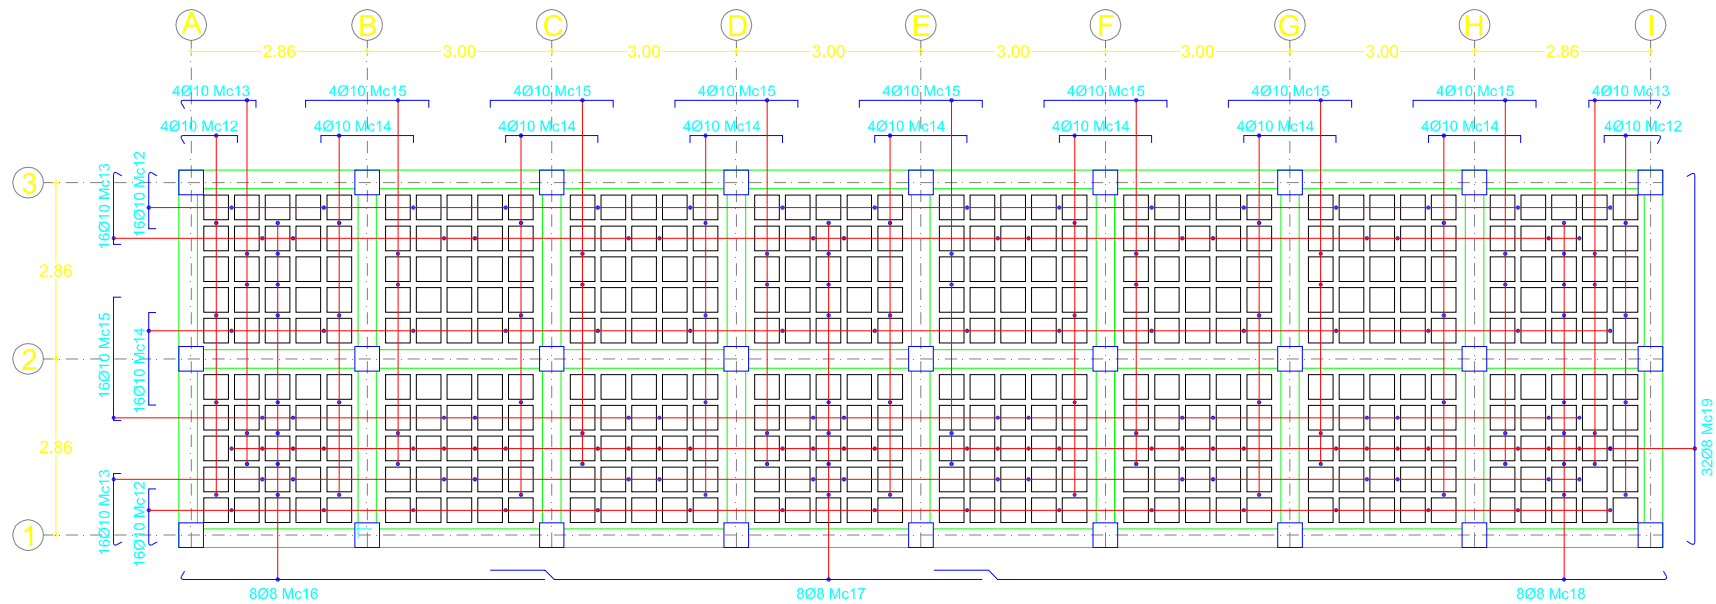 A B C D E F G H I
2.86 3.00 3.00 3.00 3.00 3.00 3.00 2.86
4Ø10 Mc13 4Ø10 Mc15 4Ø10 Mc15 4Ø10 Mc15 4Ø10 Mc15 4Ø10 Mc15 4Ø10 Mc15 4Ø10 Mc15 4Ø10 Mc13
4Ø10 Mc12 4Ø10 Mc14 4Ø10 Mc14 4Ø10 Mc14 4Ø10 Mc14 4Ø10 Mc14 4Ø10 Mc14 4Ø10 Mc14 4Ø10 Mc12
3
16Ø10 Mc13
16Ø10 Mc12
2.86
16Ø10 Mc15
16Ø10 Mc14
2
2.86
16Ø10 Mc13
16Ø10 Mc12
1
32Ø8 Mc19
8Ø8 Mc16 8Ø8 Mc17 8Ø8 Mc18